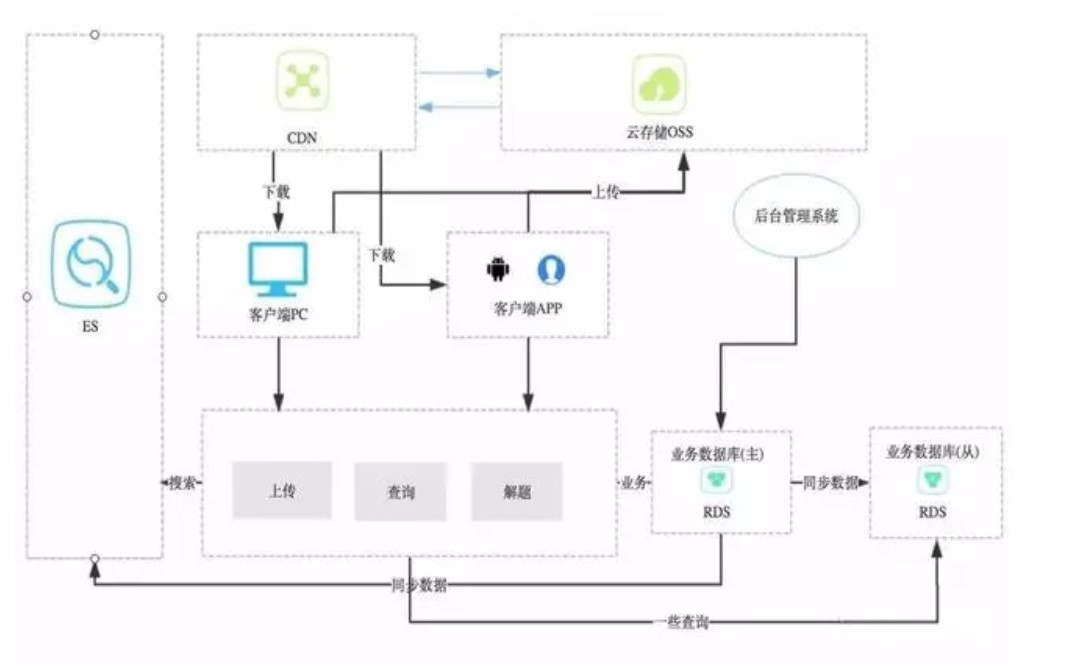 CDN
云存储OSS
下载
上传
后台管理系统
下载
客户端PC
客户端APP
ES
业务数据库(主)
RDS
业务数据库(从)
RDS
搜索
上传
查询
解题
业务
同步数据
同步数据
一些查询